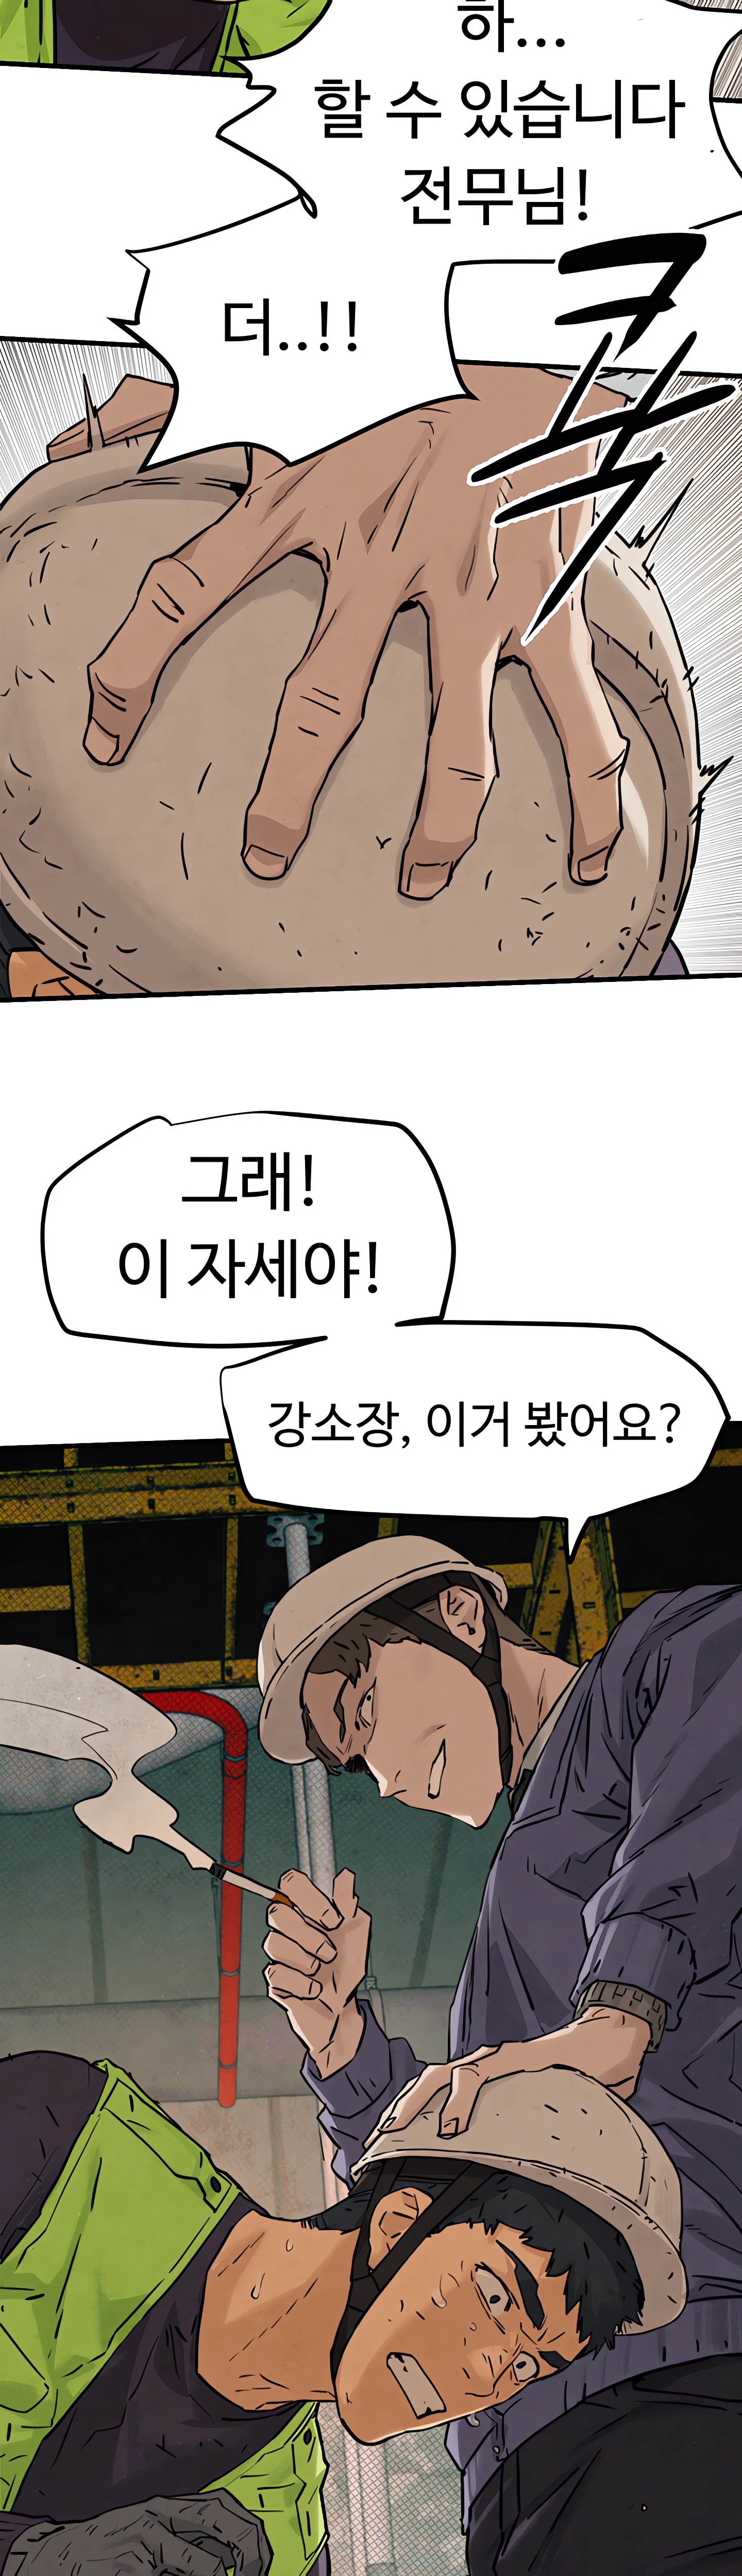 하...
할 수 있습니다
전무님!
더..!!
그래!
이 자세야!
강소장, 이거 봤어요?